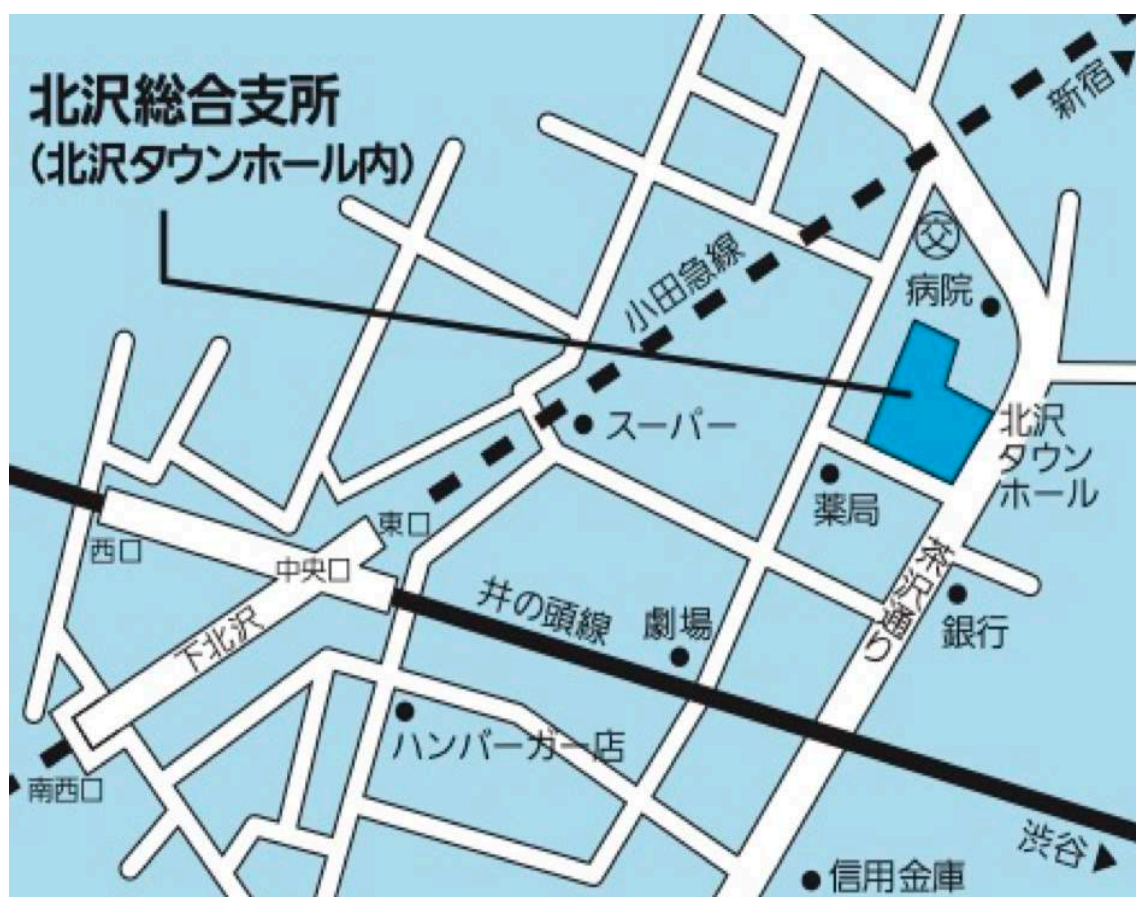 北沢総合支所
(北沢タウンホール内)
新宿▶
小田急線
交
病院
スーパー
北沢
タウン
ホール
薬局
東口
西口
中央口
井の頭線
劇場
茶沢通り
銀行
下北沢
ハンバーガー店
南西口
渋谷▶
信用金庫